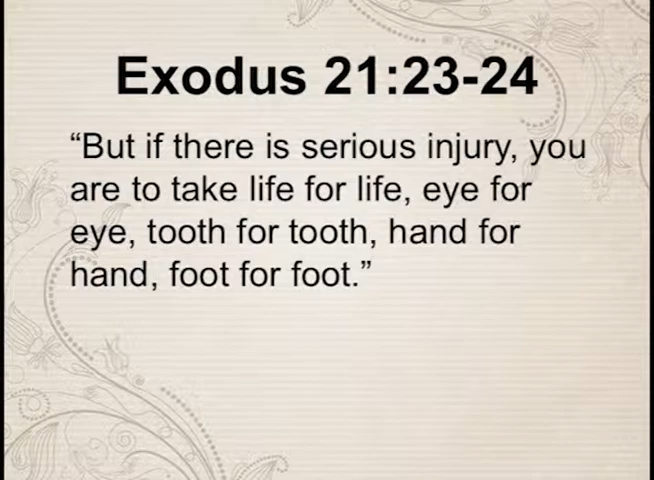 Exodus 21:23-24
“But if there is serious injury, you
are to take life for life, eye for
eye, tooth for tooth, hand for
hand, foot for foot.”